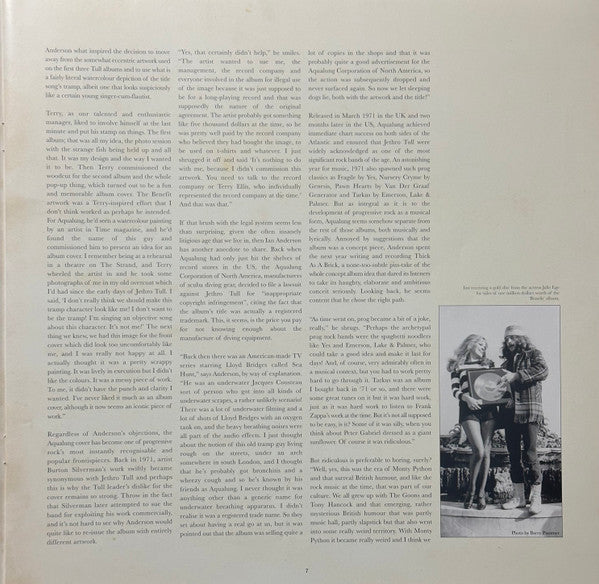 Anderson what inspired the decision to move
away from the somewhat eccentric artwork used
on the first three Tull albums and to use what is
a fairly literal watercolour depiction of the title
song's tramp, albeit one that looks suspiciously
like a certain young singer-cum-flautist.
Terry, as our talented and enthusiastic
manager, liked to involve himself at the last
minute and put his stamp on things. The first
album; that was all my idea, the photo session
with the strange fish being held up and all
that. It was my design and the way I wanted
it to be. Then Terry commissioned the
woodcut for the second album and the whole
pop-up thing, which turned out to be a fun
and memorable album cover. The Benefit
artwork was a Terry-inspired effort that I
don't think worked as perhaps he intended.
For Aqualung, he'd seen a watercolour painting
by an artist in Time magazine, and he'd
found the name of this guy and
commissioned him to present an idea for an
album cover. I remember being at a rehearsal
in a theatre on The Strand, and Terry
wheeled the artist in and he took some
photographs of me in my old overcoat which
I'd had since the early days of Jethro Tull. I
said, 'I don't really think we should make this
tramp character look like me! I don't want to
be the tramp! I'm singing an objective song
about this character. It's not me!' The next
thing we knew, we had this image for the front
cover which did look too uncomfortably like
me, and I was really not happy at all. I
actually thought it was a pretty scrappy
painting. It was lively in execution but I didn't
like the colours. It was a messy piece of work.
To me, it didn't have the punch and clarity I
wanted. I've never liked it much as an album
cover, although it now seems an iconic piece of
work."
Regardless of Anderson's objections, the
Aqualung cover has become one of progressive
rock's most instantly recognisable and
popular frontispieces. Back in 1971, artist
Burton Silverman's work swiftly became
synonymous with Jethro Tull and perhaps
this is why the Tull leader's dislike for the
cover remains so strong. Throw in the fact
that Silverman later attempted to sue the
band for exploiting his work commercially,
and it's not hard to see why Anderson would
quite like to re-issue the album with entirely
different artwork.
"Yes, that certainly didn't help," he smiles.
"The artist wanted to sue me, the
management, the record company and
everyone involved in the album for illegal use
of the image because it was just supposed to
be for a long-playing record and that was
supposedly the nature of the original
agreement. The artist probably got something
like five thousand dollars at the time, so he
was pretty well paid by the record company
who believed they had bought the image, to
be used on t-shirts and whatever. I just
shrugged it off and said 'It's nothing to do
with me, because I didn't commission this
artwork. You need to talk to the record
company or Terry Ellis, who individually
represented the record company at the time.'
And that was that."
If that brush with the legal system seems less
than surprising, given the often insanely
litigious age that we live in, then Ian Anderson
has another anecdote to share. Back when
Aqualung had only just hit the shelves of
record stores in the US, the Aqualung
Corporation of North America, manufacturers
of scuba diving gear, decided to file a lawsuit
against Jethro Tull for "inappropriate
copyright infringement", citing the fact that
the album's title was actually a registered
trademark. Thus, it seems, is the price you pay
for not knowing enough about the
manufacture of diving equipment.
"Back then there was an American-made TV
series starring Lloyd Bridges called Sea
Hunt," says Anderson, by way of explanation.
"He was an underwater Jacques Cousteau
sort of person who got into all kinds of
underwater scrapes, a rather unlikely scenario!
There was a lot of underwater filming and a
lot of shots of Lloyd Bridges with an oxygen
tank on, and the heavy breathing noises were
all part of the audio effects. I just thought
about the notion of this old tramp guy living
rough on the streets, under an arch
somewhere in south London, and I thought
that he's probably got bronchitis and a
wheezy cough and so he's known by his
friends as Aqualung. I never thought it was
anything other than a generic name for
underwater breathing apparatus. I didn't
realise it was a registered trade name. So they
set about having a real go at us, but it was
pointed out that the album was selling quite a
lot of copies in the shops and that it was
probably quite a good advertisement for the
Aqualung Corporation of North America, so
the action was subsequently dropped and
never surfaced again. So now we let sleeping
dogs lie, both with the artwork and the title!"
Released in March 1971 in the UK and two
months later in the US, Aqualung achieved
immediate chart success on both sides of the
Atlantic and ensured that Jethro Tull were
widely acknowledged as one of the most
significant rock bands of the age. An astonishing
year for music, 1971 also spawned such prog
classics as Fragile by Yes, Nursery Cryme by
Genesis, Pawn Hearts by Van Der Graaf
Generator and Tarkus by Emerson, Lake &
Palmer. But as integral as it is to the
development of progressive rock as a musical
form, Aqualung seems somehow separate from
the rest of those albums, both musically and
lyrically. Annoyed by suggestions that the
album was a concept piece, Anderson spent
the next year writing and recording Thick
As A Brick, a none-too-subtle piss-take of the
whole concept album idea that dared its listeners
to take its haughty, elaborate and ambitious
conceit seriously. Looking back, he seems
content that he chose the right path.
"As time went on, prog became a bit of a joke,
really," he shrugs. "Perhaps the archetypal
prog rock bands were the spaghetti noodlers
like Yes and Emerson, Lake & Palmer, who
could take a good idea and make it last for
days! And, of course, very admirably often in
a musical context, but you had to work pretty
hard to go through it. Tarkus was an album
I bought back in '71 or so, and there were
some great tunes on it but it was hard work,
just as it was hard work to listen to Frank
Zappa's work at the time. But it's not all supposed
to be easy, is it? Some of it was silly, when you
think about Peter Gabriel dressed as a giant
sunflower. Of course it was ridiculous."
But ridiculous is preferable to boring, surely?
"Well, yes, this was the era of Monty Python
and that surreal British humour, and like the
rock music at the time, that was part of our
culture. We all grew up with The Goons and
Tony Hancock and that emerging, rather
mysterious British humour that was partly
music hall, partly slapstick but that also went
into some really weird territory. With Monty
Python it became really weird and I think we
Ian receiving a gold disc from the actress Julie Ege
for sales of one million dollars worth of the
'Benefit' album.
Photo by Barry Plummer
7